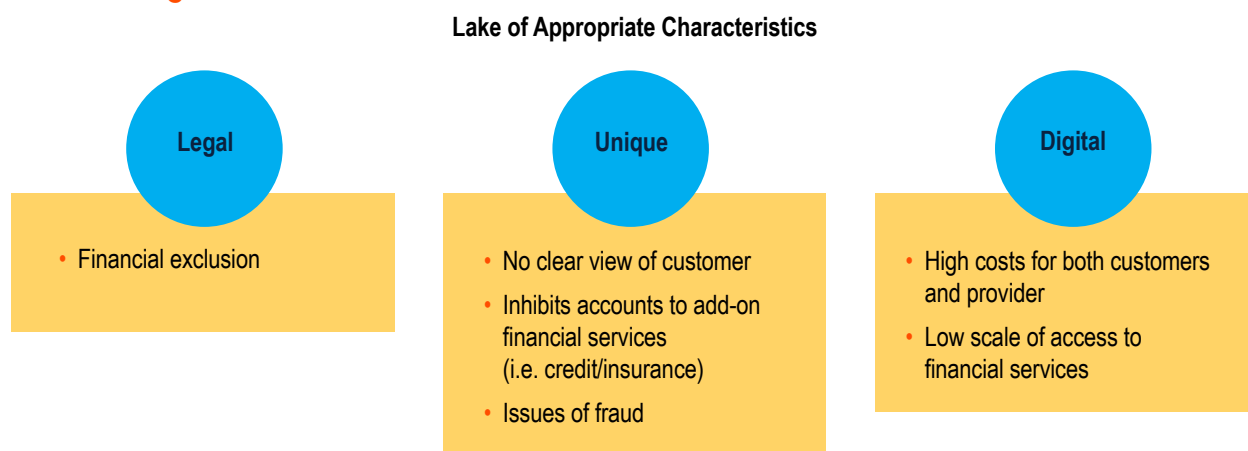 Lake of Appropriate Characteristics
Legal
• Financial exclusion
Unique
• No clear view of customer
• Inhibits accounts to add-on
financial services
(i.e. credit/insurance)
• Issues of fraud
Digital
• High costs for both customers
and provider
• Low scale of access to
financial services